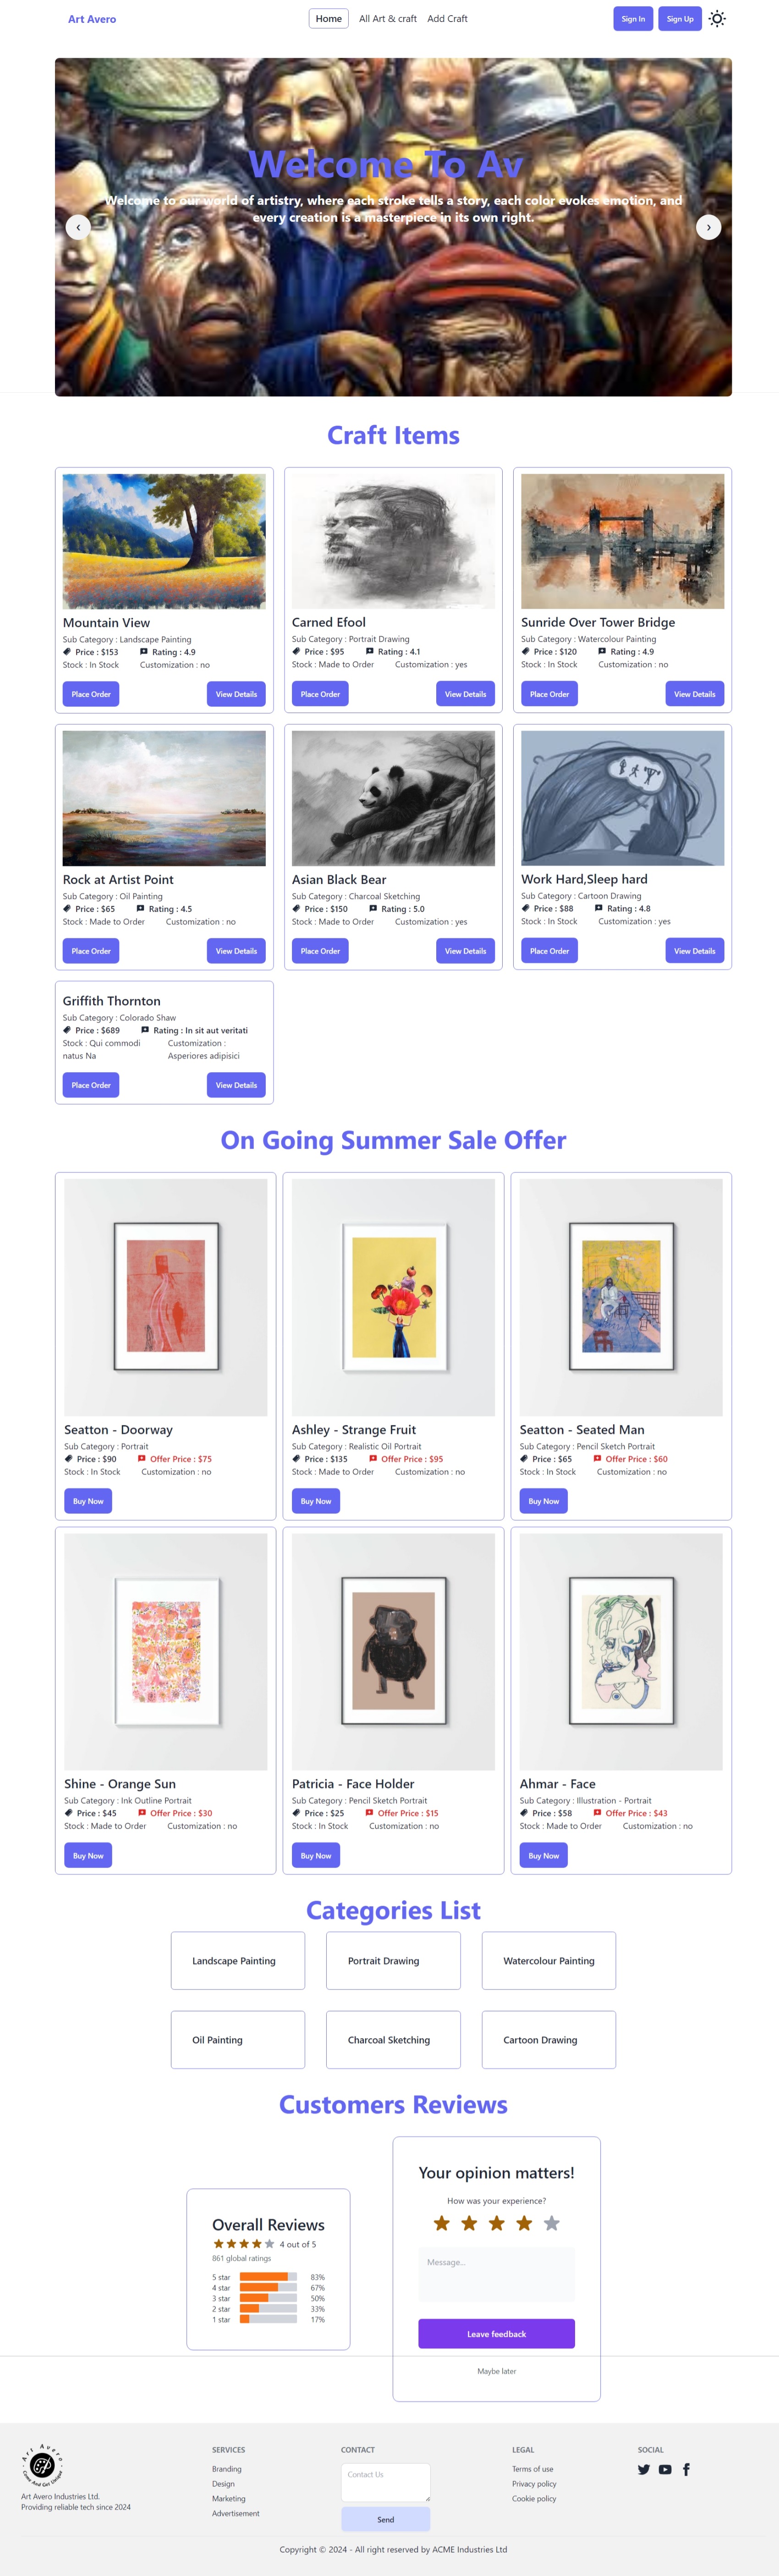 Art Avero
Home
All Art & craft
Add Craft
Sign In
Sign Up
Welcome To Av
Welcome to our world of artistry, where each stroke tells a story, each color evokes emotion, and
every creation is a masterpiece in its own right.
Craft Items
Mountain View
Sub Category : Landscape Painting
Price : $153 Rating : 4.9
Stock : In Stock Customization : no
Place Order View Details
Carned Efool
Sub Category : Portrait Drawing
Price : $95 Rating : 4.1
Stock : Made to Order Customization : yes
Place Order View Details
Sunride Over Tower Bridge
Sub Category : Watercolour Painting
Price : $120 Rating : 4.9
Stock : In Stock Customization : no
Place Order View Details
Rock at Artist Point
Sub Category : Oil Painting
Price : $65 Rating : 4.5
Stock : Made to Order Customization : no
Place Order View Details
Asian Black Bear
Sub Category : Charcoal Sketching
Price : $150 Rating : 5.0
Stock : Made to Order Customization : yes
Place Order View Details
Work Hard,Sleep hard
Sub Category : Cartoon Drawing
Price : $88 Rating : 4.8
Stock : In Stock Customization : yes
Place Order View Details
Griffith Thornton
Sub Category : Colorado Shaw
Price : $689 Rating : In sit aut veritati
Stock : Qui commodi Customization :
natus Na Asperiores adipisici
Place Order View Details
On Going Summer Sale Offer
Seatton - Doorway
Sub Category : Portrait
Price : $90 Offer Price : $75
Stock : In Stock Customization : no
Buy Now
Ashley - Strange Fruit
Sub Category : Realistic Oil Portrait
Price : $135 Offer Price : $95
Stock : Made to Order Customization : no
Buy Now
Seatton - Seated Man
Sub Category : Pencil Sketch Portrait
Price : $65 Offer Price : $60
Stock : In Stock Customization : no
Buy Now
Shine - Orange Sun
Sub Category : Ink Outline Portrait
Price : $45 Offer Price : $30
Stock : Made to Order Customization : no
Buy Now
Patricia - Face Holder
Sub Category : Pencil Sketch Portrait
Price : $25 Offer Price : $15
Stock : In Stock Customization : no
Buy Now
Ahmar - Face
Sub Category : Illustration - Portrait
Price : $58 Offer Price : $43
Stock : Made to Order Customization : no
Buy Now
Categories List
Landscape Painting
Portrait Drawing
Watercolour Painting
Oil Painting
Charcoal Sketching
Cartoon Drawing
Customers Reviews
Overall Reviews
4 out of 5
861 global ratings
5 star 83%
4 star 67%
3 star 50%
2 star 33%
1 star 17%
Your opinion matters!
How was your experience?
Message...
Leave feedback
Maybe later
Art Avero
Come And Get Unique
Art Avero Industries Ltd.
Providing reliable tech since 2024
SERVICES
Branding
Design
Marketing
Advertisement
CONTACT
Contact Us
Send
LEGAL
Terms of use
Privacy policy
Cookie policy
SOCIAL
Copyright © 2024 - All right reserved by ACME Industries Ltd